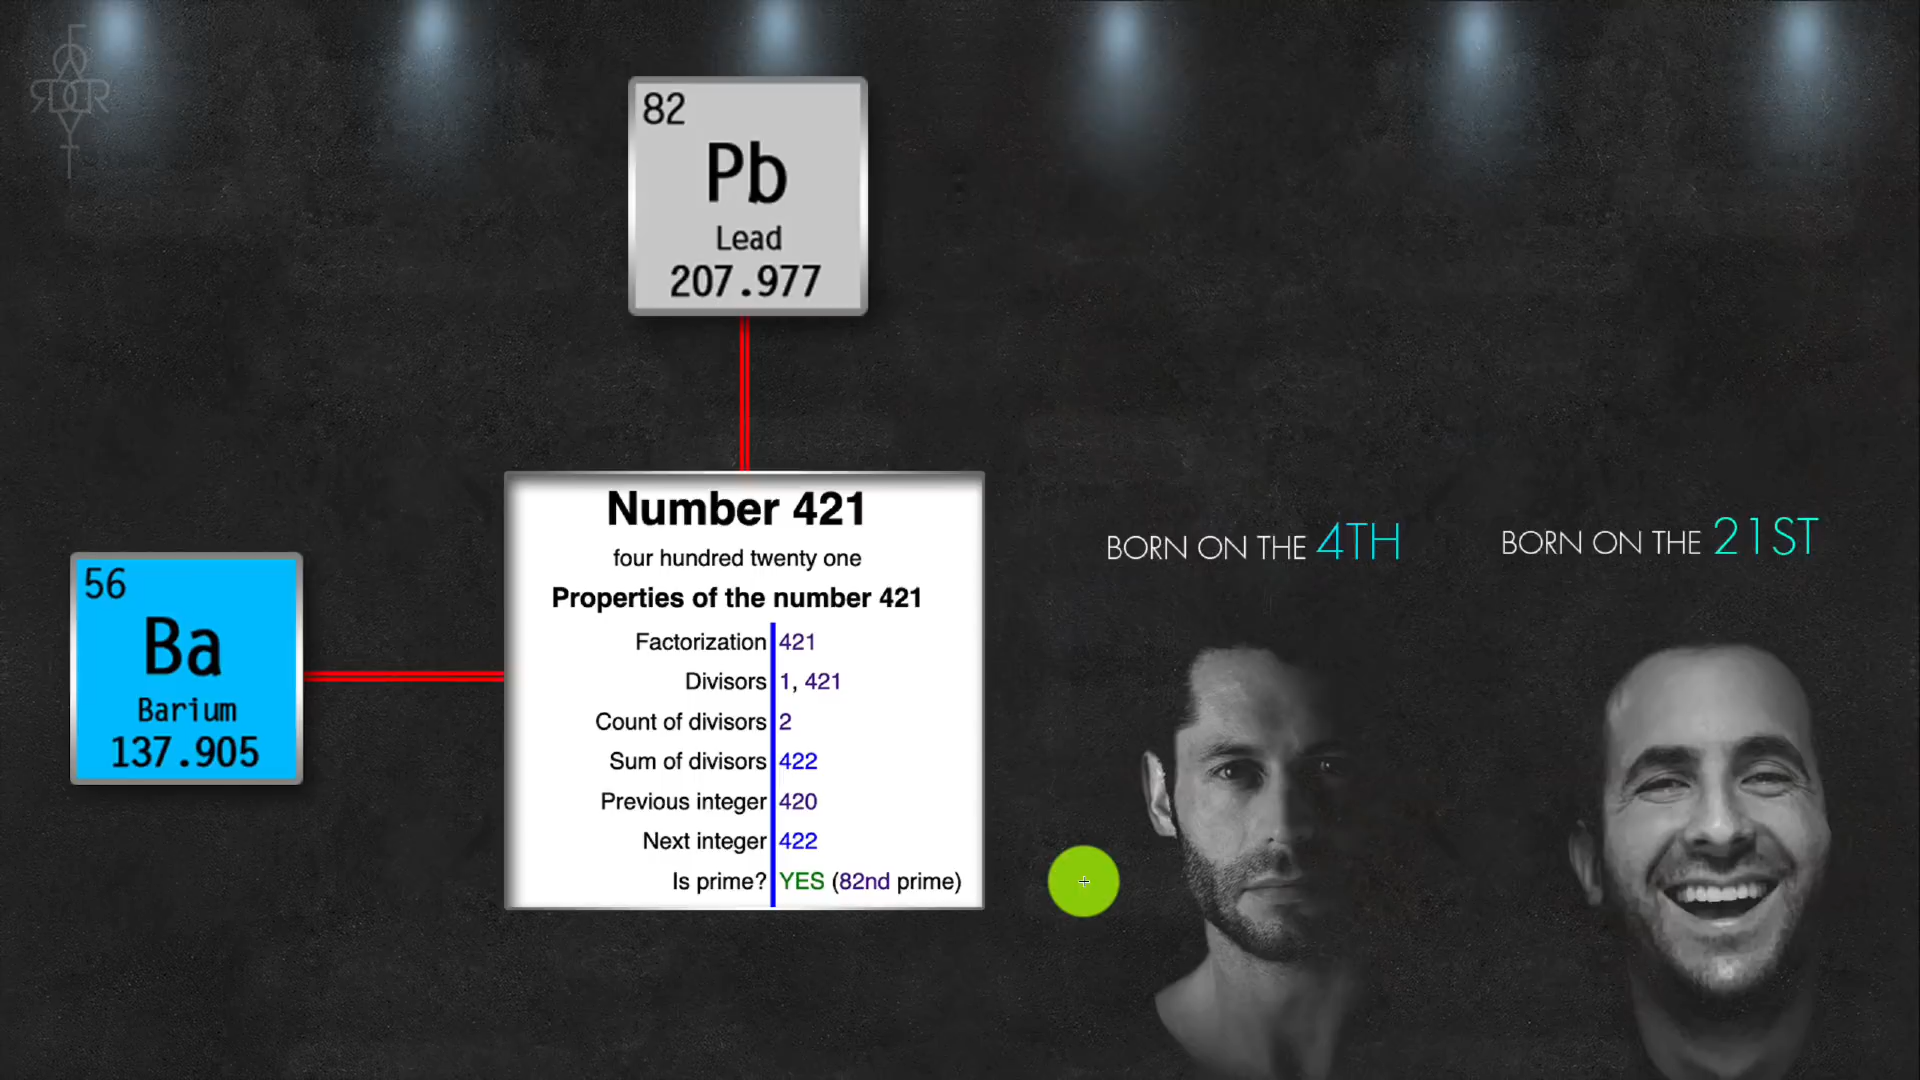 82
Pb
Lead
207.977
56
Ba
Barium
137.905
Number 421
four hundred twenty one
Properties of the number 421
Factorization 421
Divisors 1, 421
Count of divisors 2
Sum of divisors 422
Previous integer 420
Next integer 422
Is prime? YES (82nd prime)
BORN ON THE 4TH
BORN ON THE 21ST